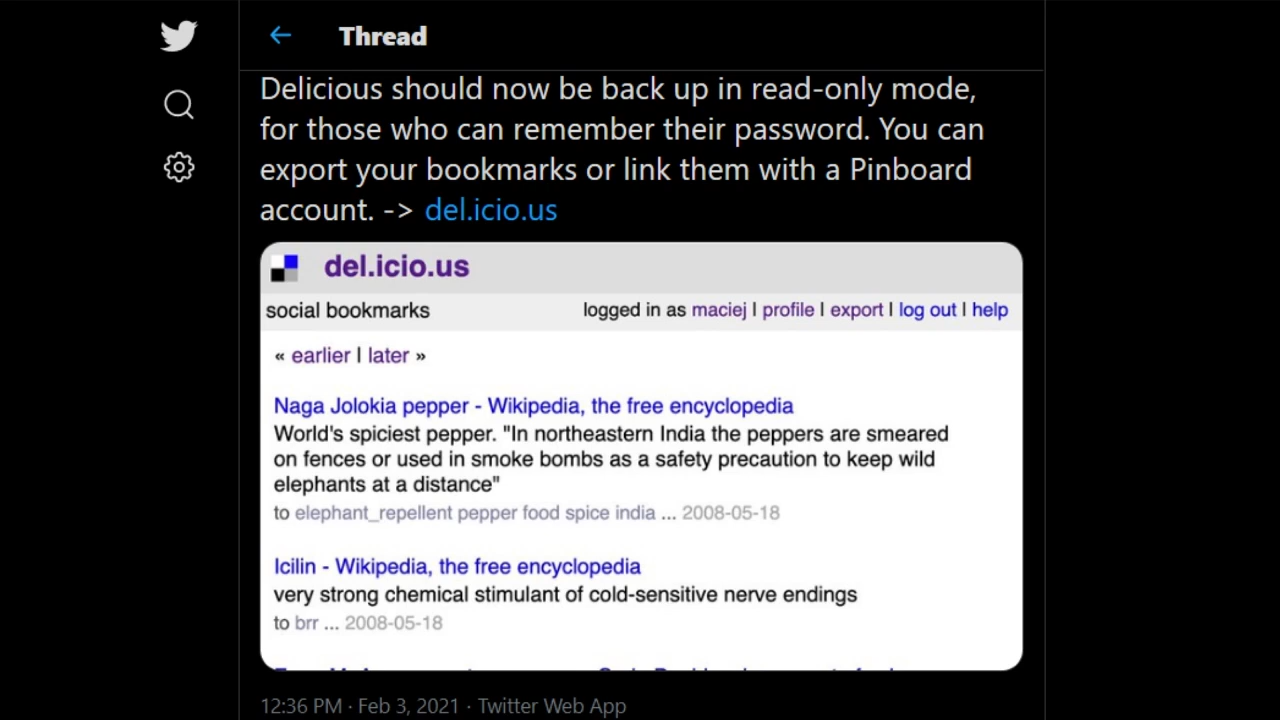 Thread
Delicious should now be back up in read-only mode,
for those who can remember their password. You can
export your bookmarks or link them with a Pinboard
account. -> del.icio.us
del.icio.us
social bookmarks logged in as maciej | profile | export | log out | help
« earlier | later »
Naga Jolokia pepper - Wikipedia, the free encyclopedia
World's spiciest pepper. "In northeastern India the peppers are smeared
on fences or used in smoke bombs as a safety precaution to keep wild
elephants at a distance"
to elephant_repellent pepper food spice india ... 2008-05-18
Icilin - Wikipedia, the free encyclopedia
very strong chemical stimulant of cold-sensitive nerve endings
to brr ... 2008-05-18
12:36 PM · Feb 3, 2021 · Twitter Web App